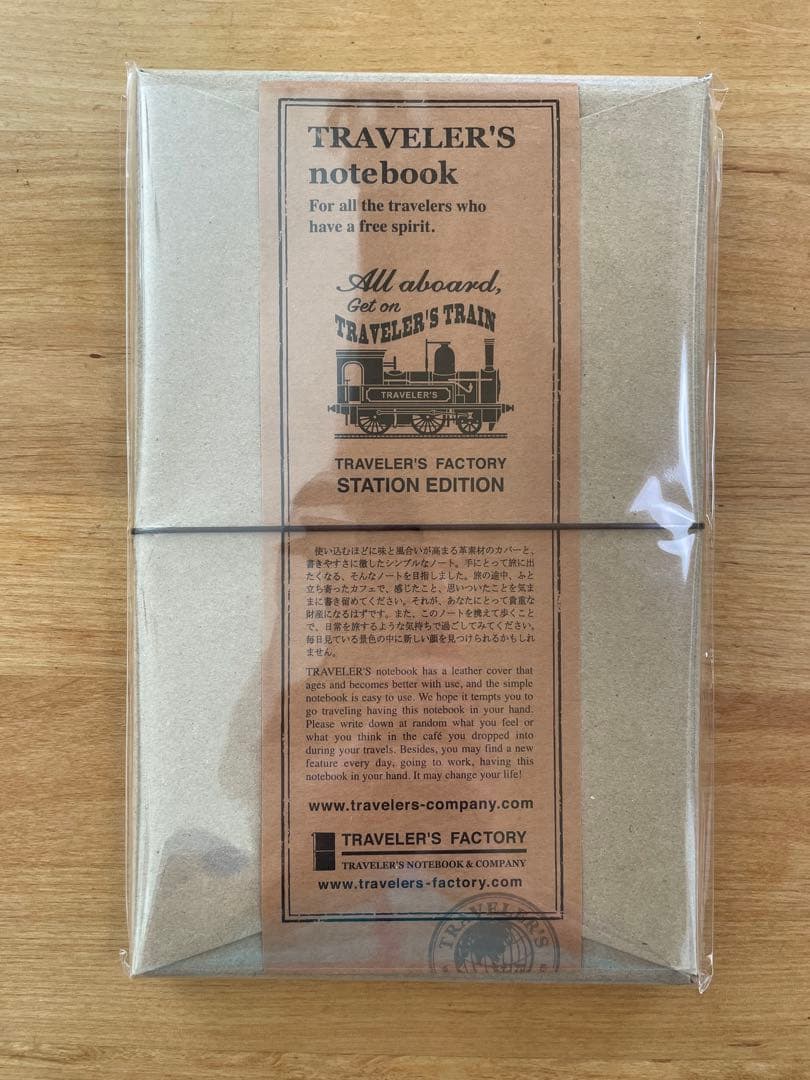 TRAVELER'S
notebook
For all the travelers who
have a free spirit.
All aboard,
Get on
TRAVELER'S TRAIN
TRAVELER'S
TRAVELER'S FACTORY
STATION EDITION
使い込むほどに味と風合いが高まる革素材のカバーと、
書きやすさに徹したシンプルなノート。手にとって旅に出
たくなる、そんなノートを目指しました。旅の途中、ふと
立ち寄ったカフェで、感じたこと、思いついたことを気ま
まに書き留めてください。それが、あなたにとって貴重な
財産になるはずです。また、このノートを携えて歩くこと
で、日常を旅するような気持ちで過ごしてみてください。
毎日見ている景色の中に新しい顔を見つけられるかもしれ
ません。
TRAVELER'S notebook has a leather cover that
ages and becomes better with use, and the simple
notebook is easy to use. We hope it tempts you to
go traveling having this notebook in your hand.
Please write down at random what you feel or
what you think in the café you dropped into
during your travels. Besides, you may find a new
feature every day, going to work, having this
notebook in your hand. It may change your life!
www.travelers-company.com
TRAVELER'S FACTORY
TRAVELER'S NOTEBOOK & COMPANY
www.travelers-factory.com
TRAVELER'S